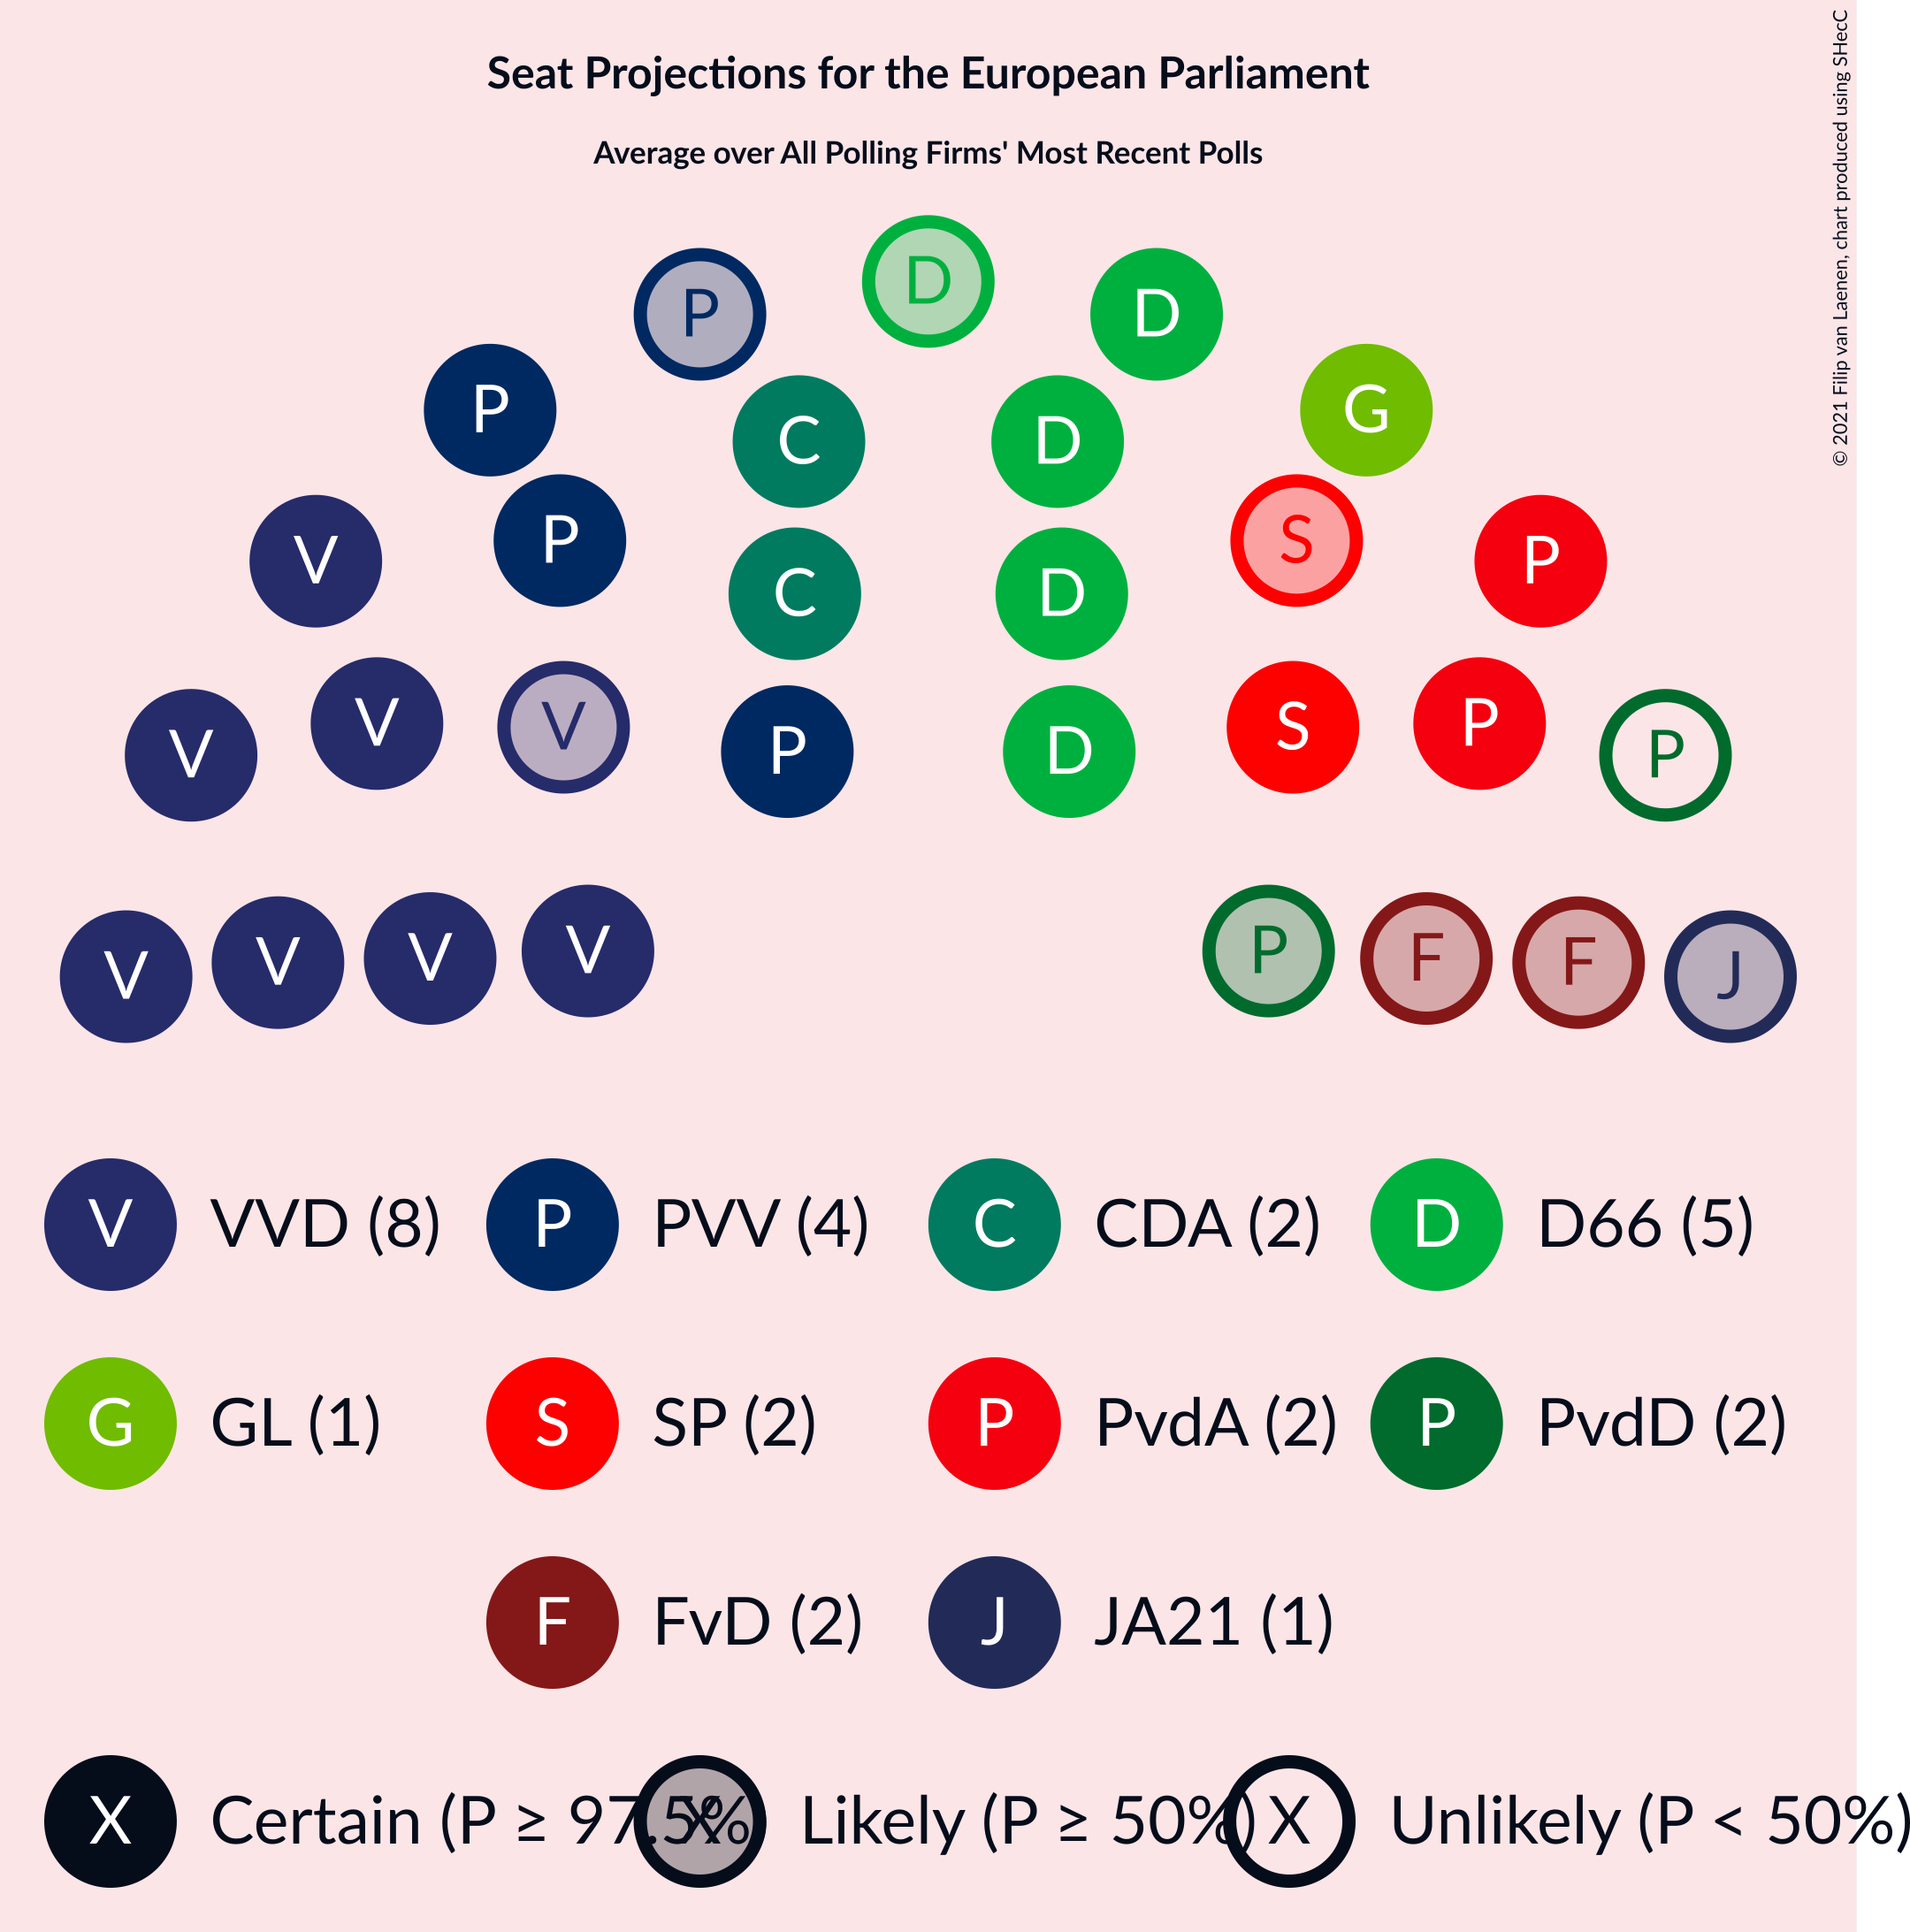 Seat Projections for the European Parliament
Average over All Polling Firms' Most Recent Polls
© 2021 Filip van Laenen, chart produced using SHecC
D
P D
P G
C D
V P S P
C D
V V V P D S P P
V V V V P F F J
V VVD (8) P PVV (4) C CDA (2) D D66 (5)
G GL (1) S SP (2) P PvdA (2) P PvdD (2)
F FvD (2) J JA21 (1)
X Certain (P ≥ 97.5% X Likely (P ≥ 50%) X Unlikely (P < 50%)